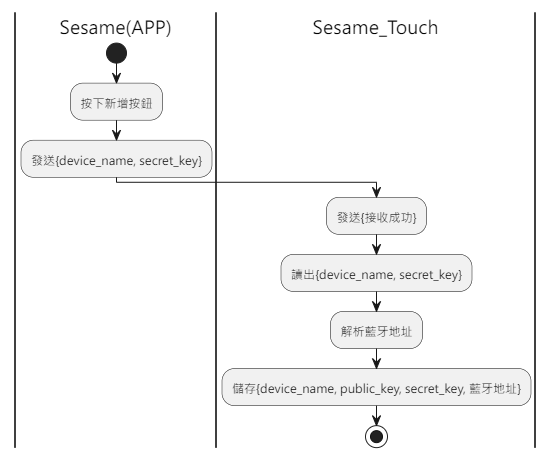 Sesame(APP)
Sesame_Touch
按下新增按鈕
發送{device_name, secret_key}
發送{接收成功}
讀出{device_name, secret_key}
解析藍牙地址
儲存{device_name, public_key, secret_key, 藍牙地址}